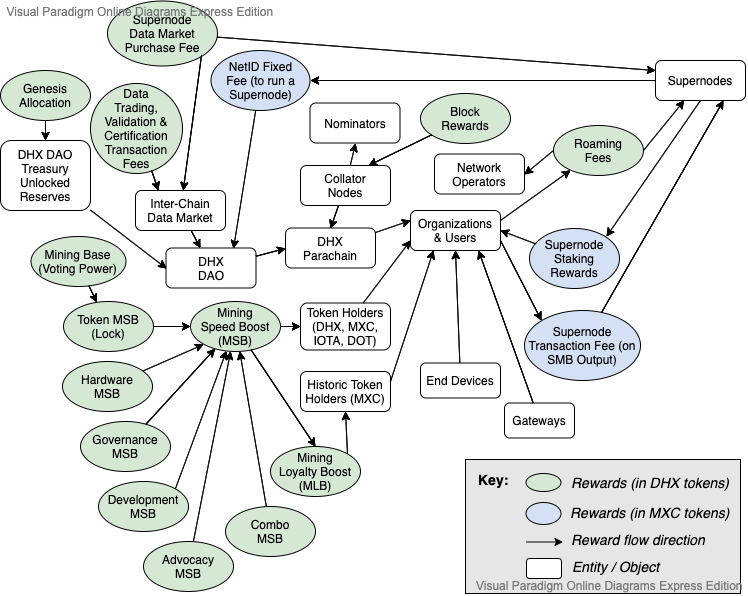 Visual Paradigm Online Diagrams Express Edition
Supernode
Data Market
Purchase Fee
NetID Fixed
Fee (to run a
Supernode)
Supernodes
Genesis
Allocation
Data
Trading,
Validation &
Certification
Transaction
Fees
Nominators
Block
Rewards
Roaming
Fees
DHX DAO
Treasury
Unlocked
Reserves
Collator
Nodes
Network
Operators
Inter-Chain
Data Market
Organizations
& Users
DHX
Parachain
Supernode
Staking
Rewards
DHX
DAO
Mining Base
(Voting Power)
Token MSB
(Lock)
Mining
Speed Boost
(MSB)
Token Holders
(DHX, MXC,
IOTA, DOT)
Supernode
Transaction Fee (on
SMB Output)
Hardware
MSB
Historic Token
Holders (MXC)
End Devices
Gateways
Governance
MSB
Mining
Loyalty Boost
(MLB)
Development
MSB
Combo
MSB
Advocacy
MSB
Key:
Rewards (in DHX tokens)
Rewards (in MXC tokens)
Reward flow direction
Entity / Object
Visual Paradigm Online Diagrams Express Edition